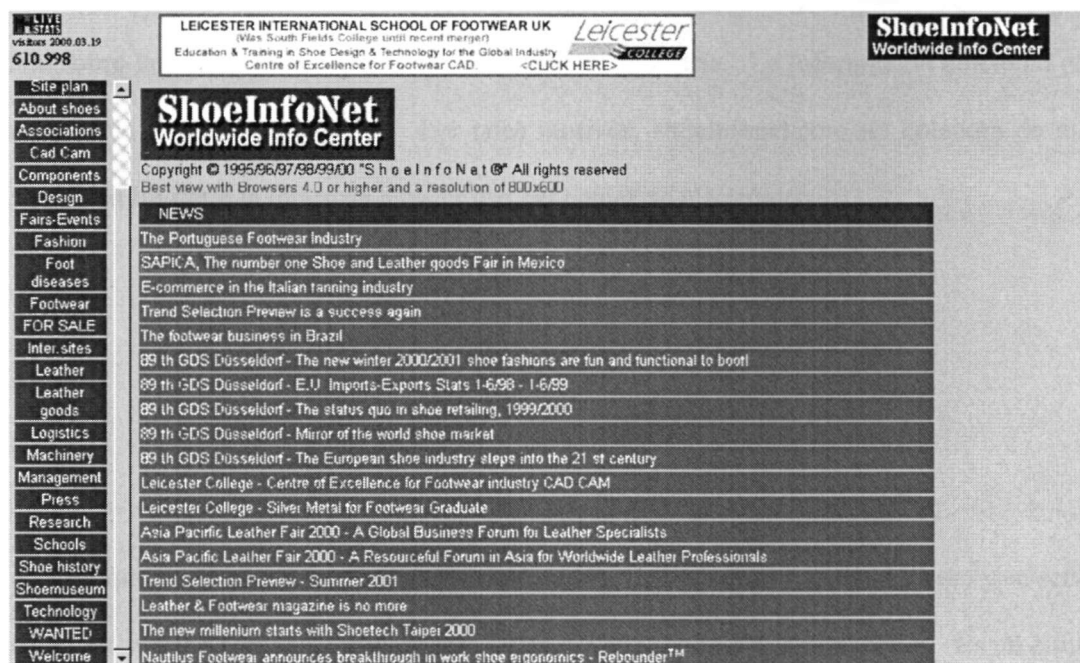 LIVE
STATS
visitors 2000.03.19
610.998
LEICESTER INTERNATIONAL SCHOOL OF FOOTWEAR UK
(Was South Fields College until recent merger)
Education & Training in Shoe Design & Technology for the Global Industry
Centre of Excellence for Footwear CAD. <CLICK HERE>
Leicester
COLLEGE
ShoeInfoNet
Worldwide Info Center
Site plan
About shoes
Associations
Cad Cam
Components
Design
Fairs-Events
Fashion
Foot
diseases
Footwear
FOR SALE
Inter.sites
Leather
Leather
goods
Logistics
Machinery
Management
Press
Research
Schools
Shoe history
Shoemuseum
Technology
WANTED
Welcome
ShoeInfoNet
Worldwide Info Center
Copyright © 1995/96/97/98/99/00 "S h o e I n f o N e t ®" All rights reserved
Best view with Browsers 4.0 or higher and a resolution of 800x600
NEWS
The Portuguese Footwear Industry
SAPICA, The number one Shoe and Leather goods Fair in Mexico
E-commerce in the Italian tanning industry
Trend Selection Preview is a success again
The footwear business in Brazil
89 th GDS Düsseldorf - The new winter 2000/2001 shoe fashions are fun and functional to boot!
89 th GDS Düsseldorf - E.U. Imports-Exports Stats 1-6/98 - 1-6/99
89 th GDS Düsseldorf - The status quo in shoe retailing, 1999/2000
89 th GDS Düsseldorf - Mirror of the world shoe market
89 th GDS Düsseldorf - The European shoe industry steps into the 21 st century
Leicester College - Centre of Excellence for Footwear industry CAD CAM
Leicester College - Silver Metal for Footwear Graduate
Asia Pacific Leather Fair 2000 - A Global Business Forum for Leather Specialists
Asia Pacific Leather Fair 2000 - A Resourceful Forum in Asia for Worldwide Leather Professionals
Trend Selection Preview - Summer 2001
Leather & Footwear magazine is no more
The new millenium starts with Shoetech Taipei 2000
Nautilus Footwear announces breakthrough in work shoe ergonomics - Rebounder™